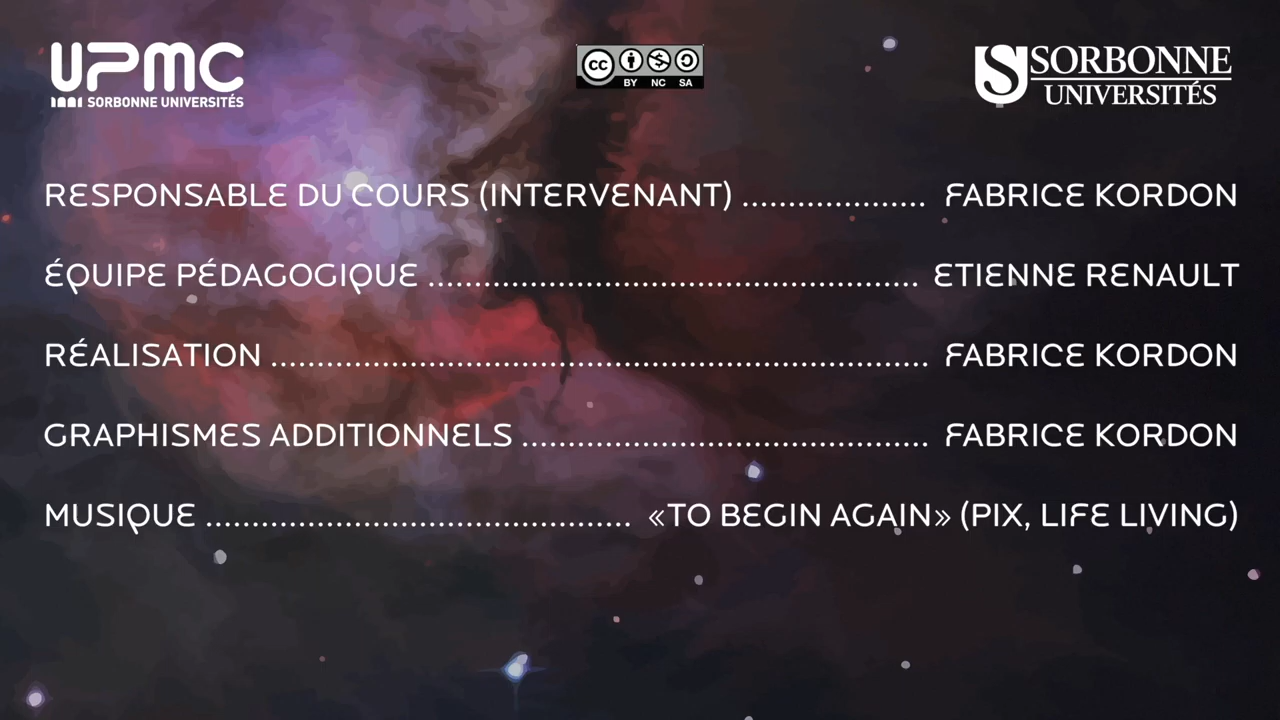 UPMC
SORBONNE UNIVERSITÉS
cc BY NC SA
SORBONNE
UNIVERSITÉS
RESPONSABLE DU COURS (INTERVENANT) .................... FABRICE KORDON
ÉQUIPE PÉDAGOGIQUE ..................................................... ETIENNE RENAULT
RÉALISATION ....................................................................... FABRICE KORDON
GRAPHISMES ADDITIONNELS ............................................ FABRICE KORDON
MUSIQUE .............................................. «TO BEGIN AGAIN» (PIX, LIFE LIVING)